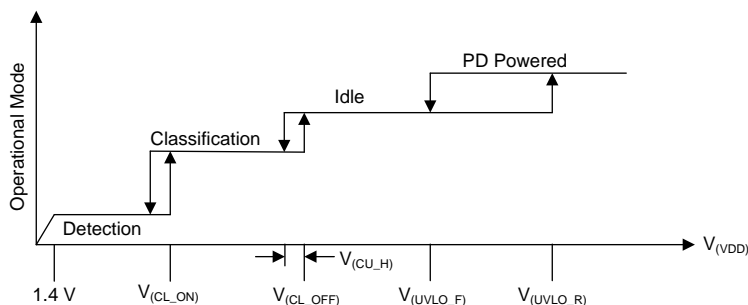 Operational Mode
PD Powered
Idle
Classification
Detection
V(VDD)
V(CU_H)
1.4 V
V(CL_ON)
V(CL_OFF)
V(UVLO_F)
V(UVLO_R)